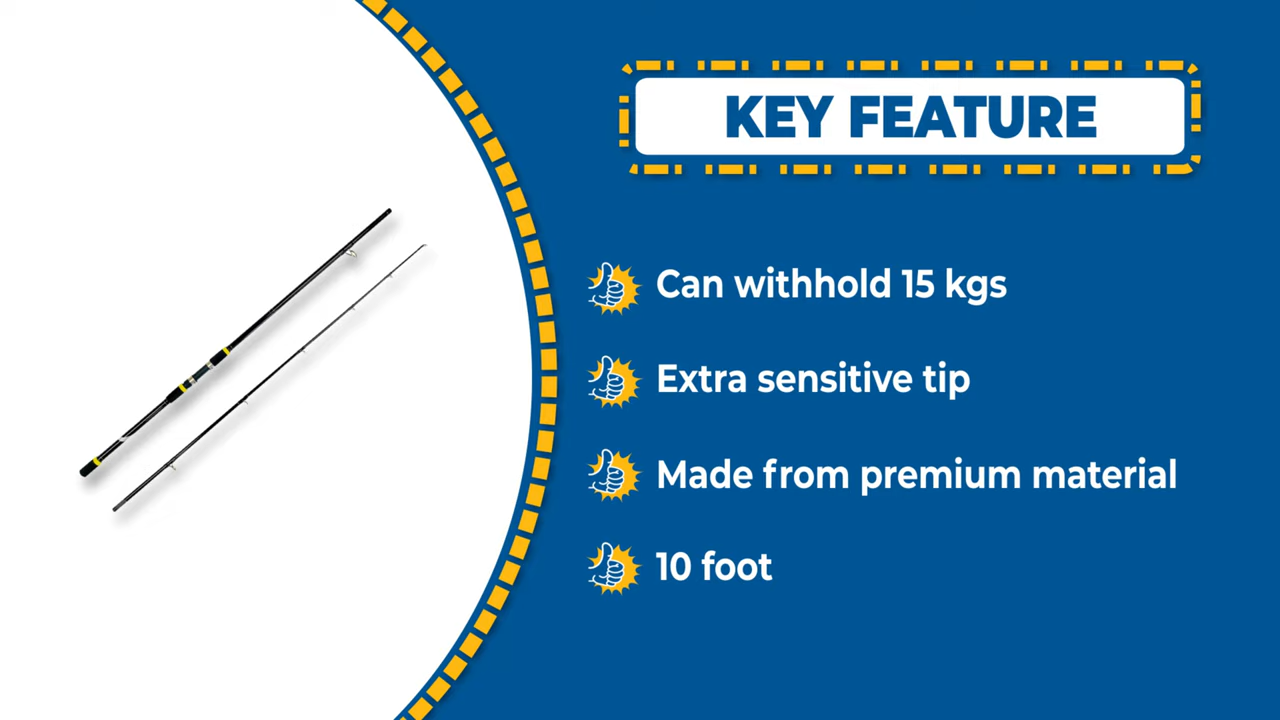 KEY FEATURE
Can withhold 15 kgs
Extra sensitive tip
Made from premium material
10 foot